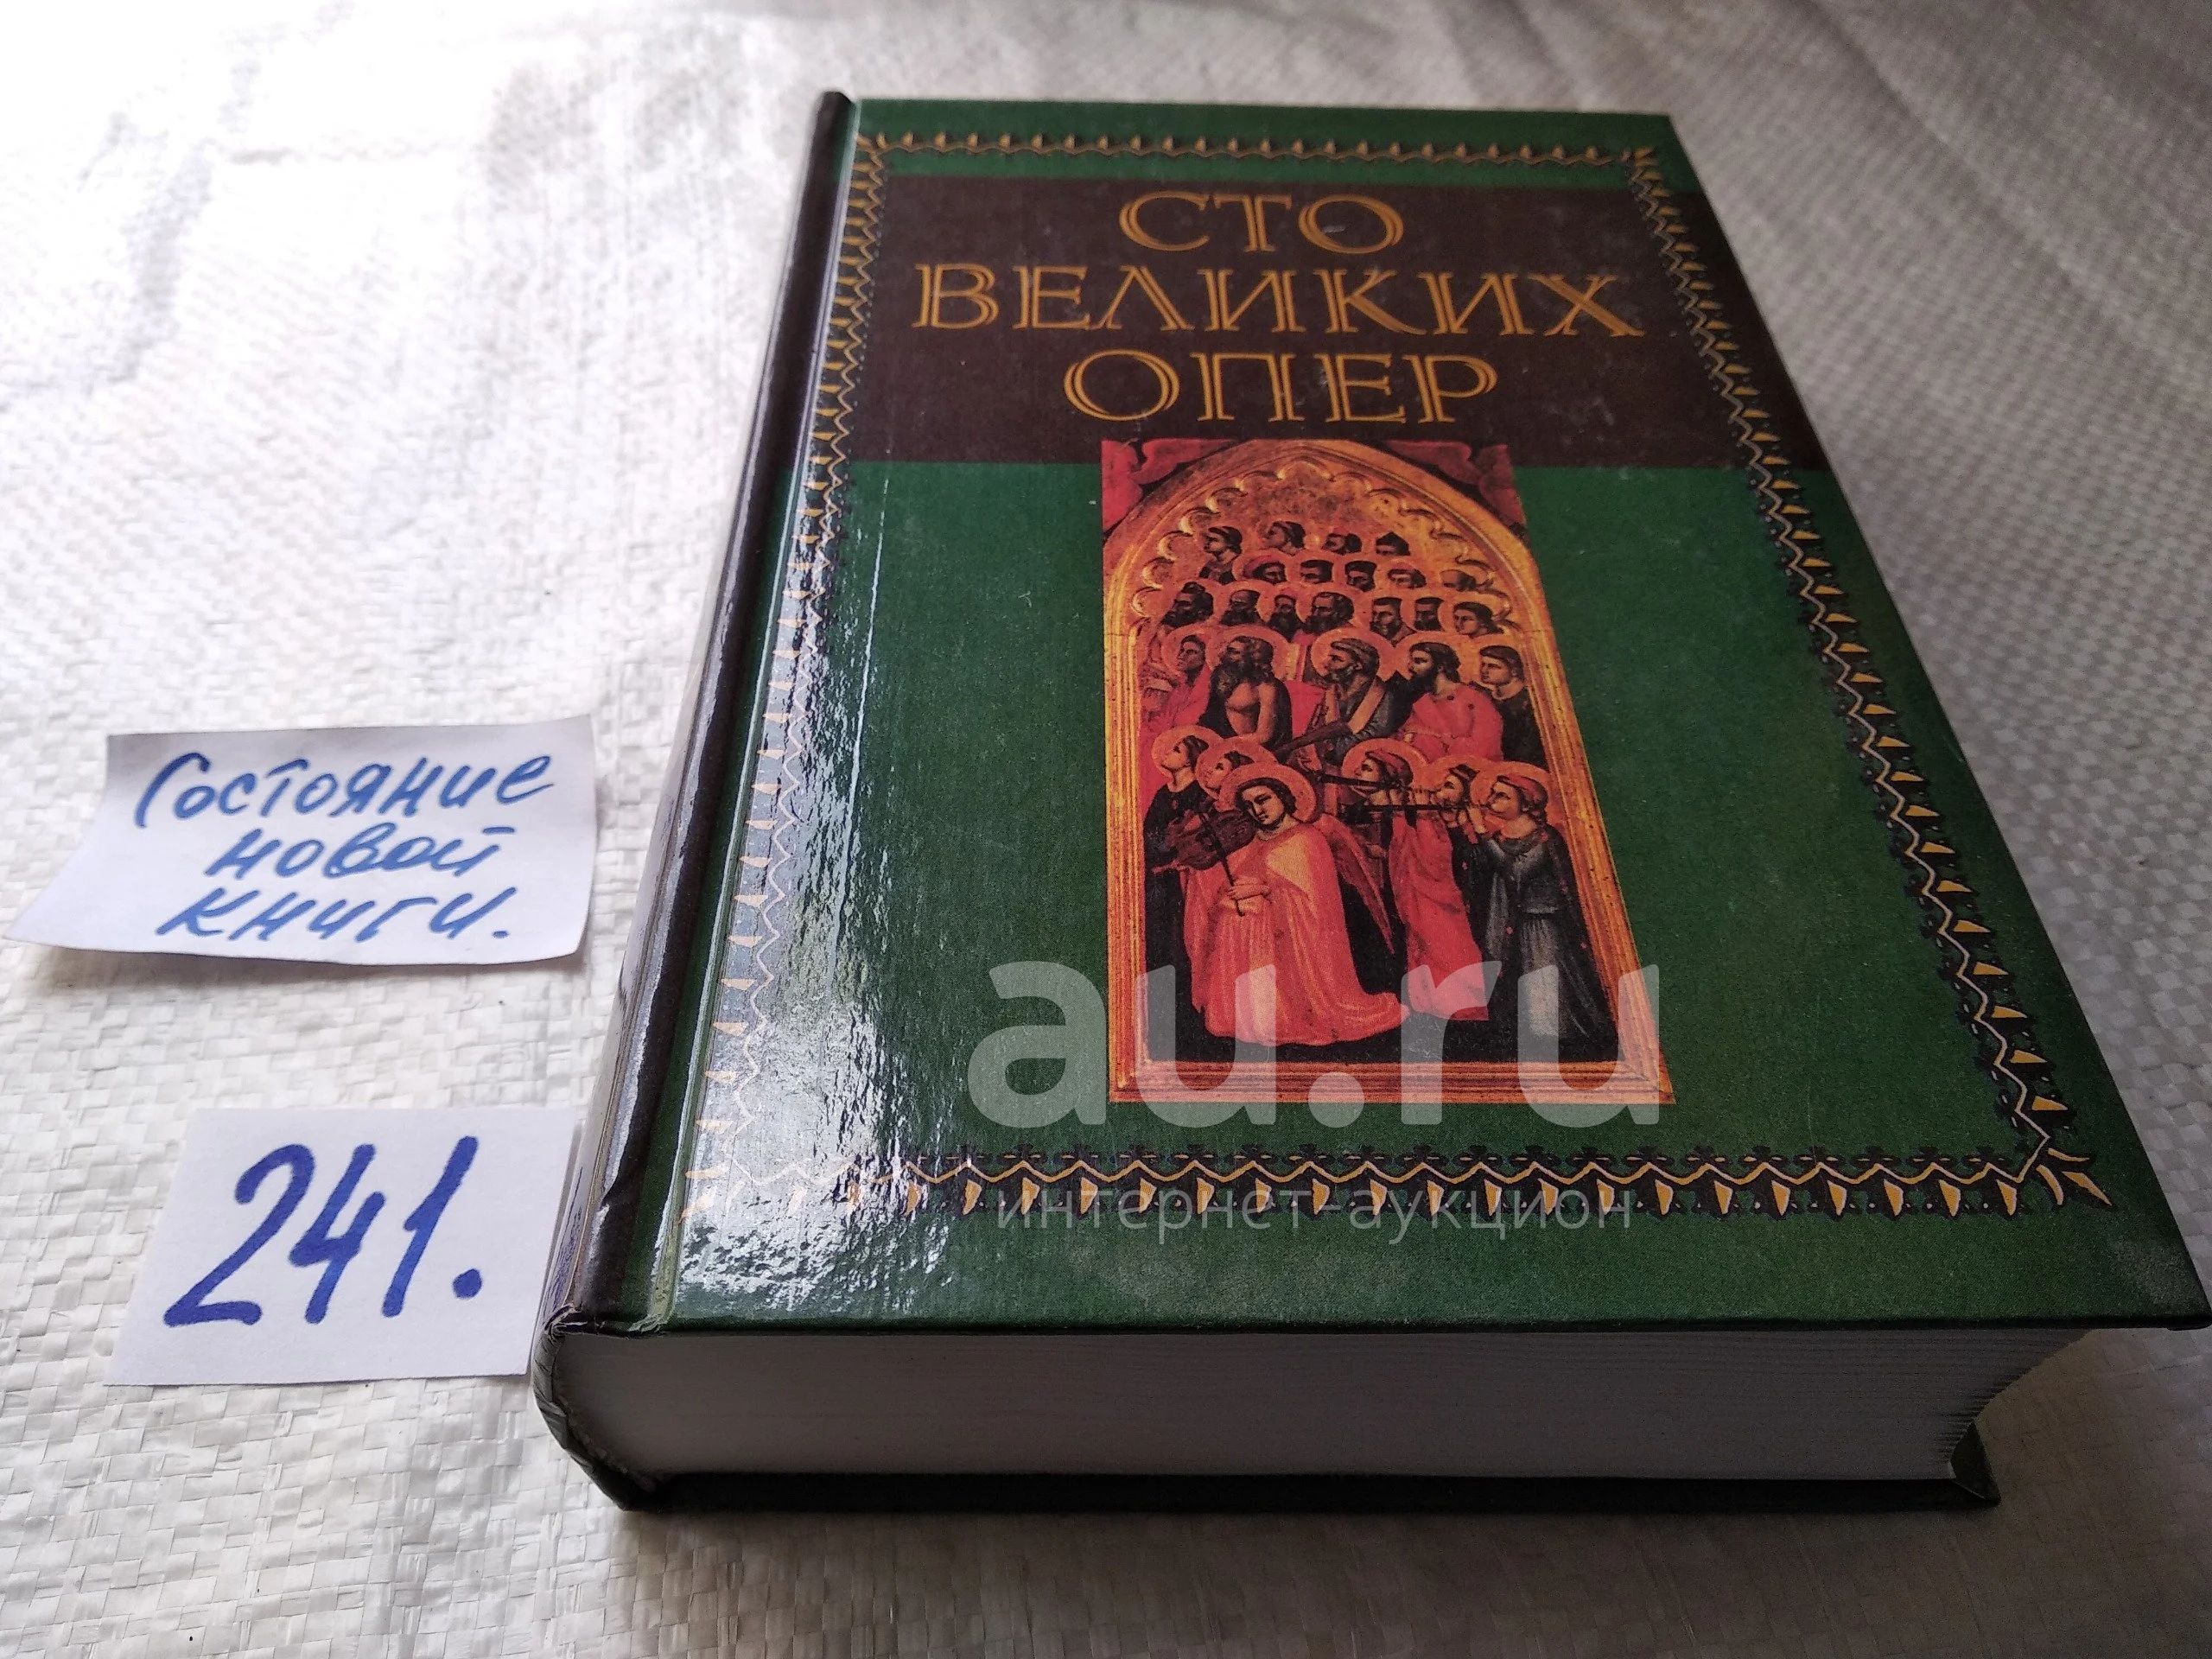 СТО
ВЕЛИКИХ
ОПЕР
Состояние
новой
книги.
241.
au.ru
интернет-аукцион